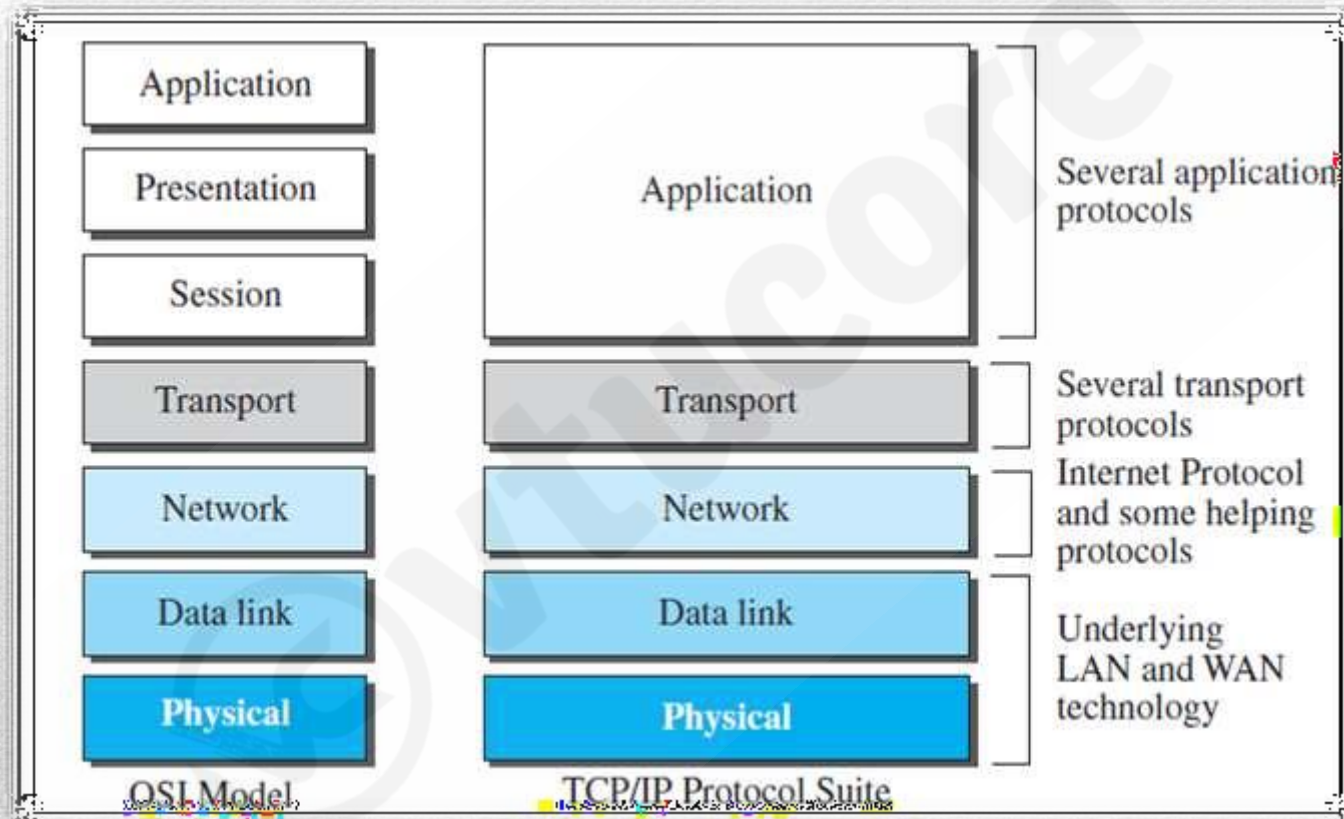 Application
Presentation
Session
Transport
Network
Data link
Physical
OSI Model
Application
Transport
Network
Data link
Physical
TCP/IP Protocol Suite
Several application
protocols
Several transport
protocols
Internet Protocol
and some helping
protocols
Underlying
LAN and WAN
technology
©vtucore